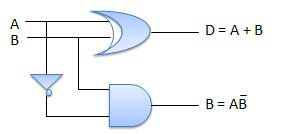 A
D = A + B
B
B = AB̅